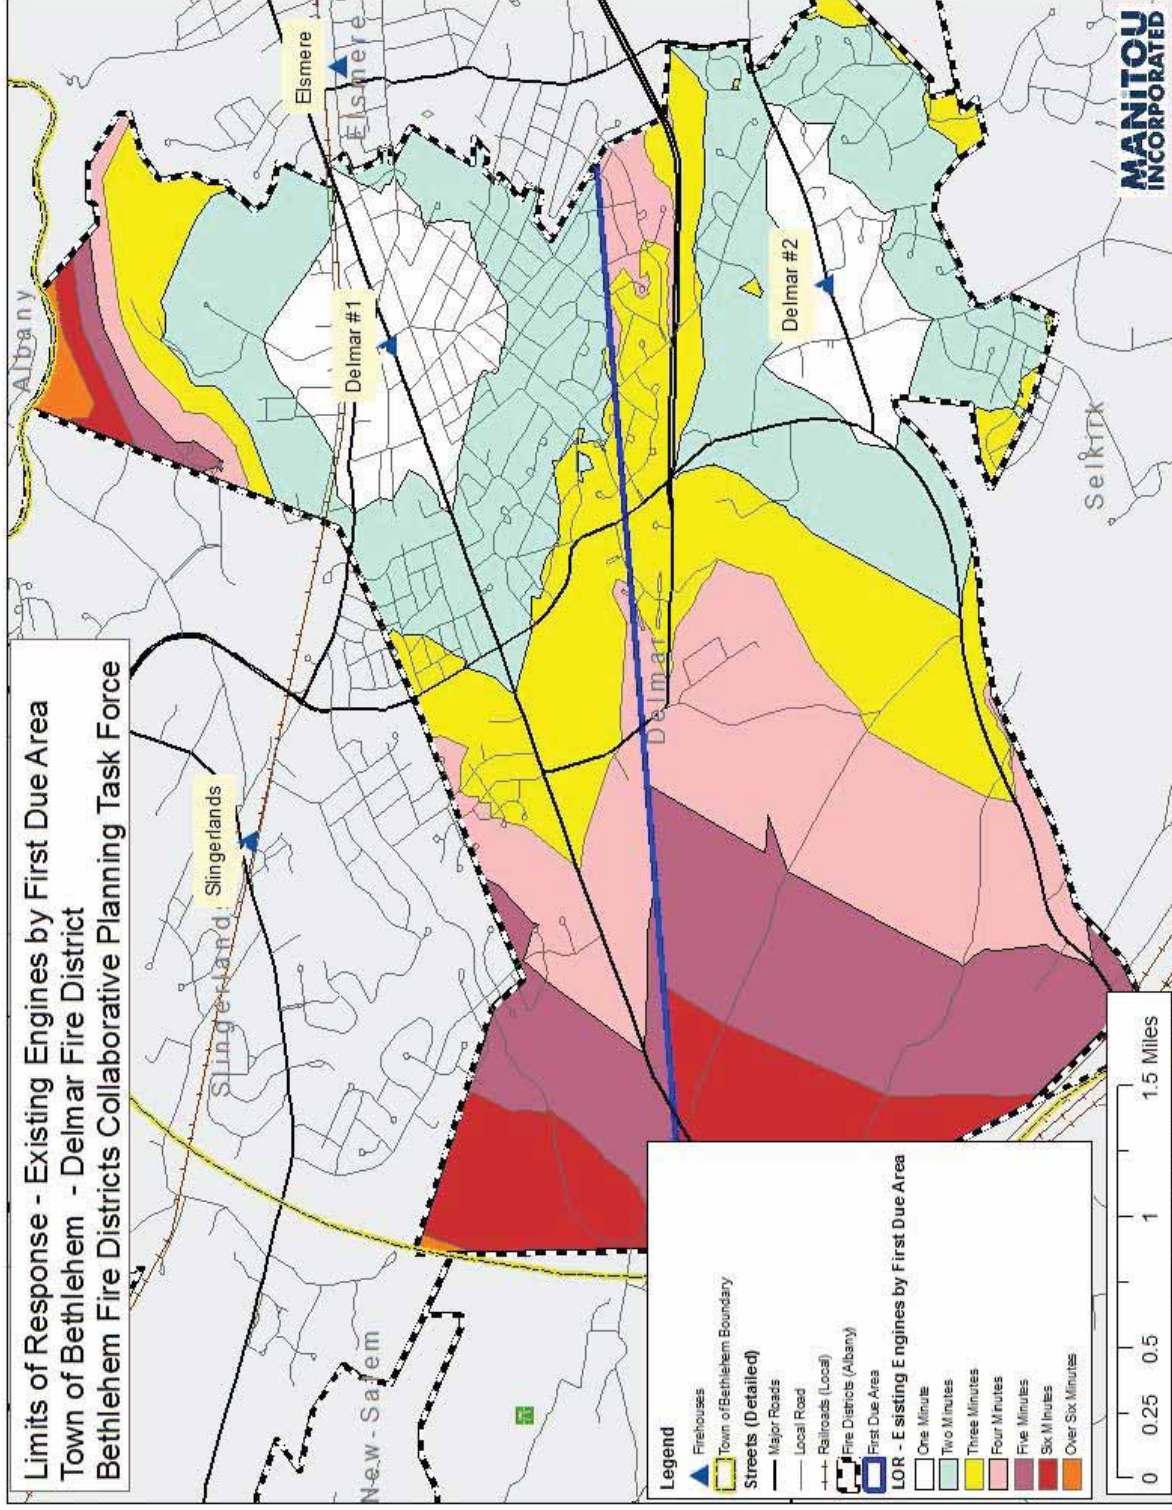 Limits of Response - Existing Engines by First Due Area
Town of Bethlehem - Delmar Fire District
Bethlehem Fire Districts Collaborative Planning Task Force
Albany
Elsmere
Elsmere
Delmar #1
Slingerlands
Slingerlands
Delmar #2
Delmar
Selkirk
New-Salem
Legend
Firehouses
Town of Bethlehem Boundary
Streets (Detailed)
Major Roads
Local Road
Railroads (Local)
Fire Districts (Albany)
First Due Area
LOR - Esisting Engines by First Due Area
One Minute
Two Minutes
Three Minutes
Four Minutes
Five Minutes
Six Minutes
Over Six Minutes
0 0.25 0.5 1 1.5 Miles
MANITOU
INCORPORATED